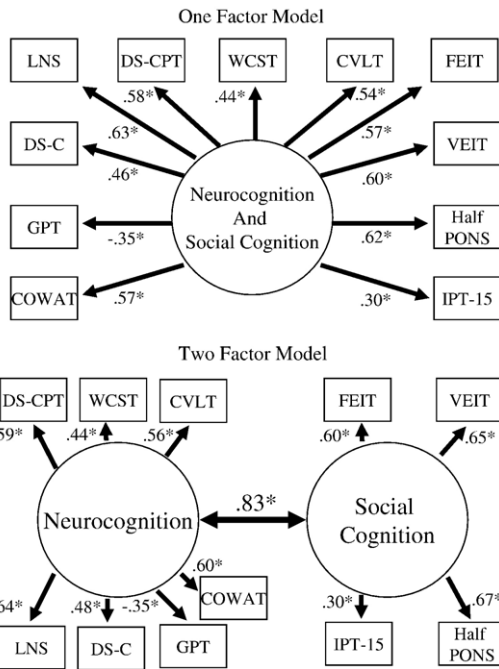 One Factor Model
LNS DS-CPT WCST CVLT FEIT
.58* .44* .54*
.63* .57*
DS-C VEIT
.46* .60*
Neurocognition
And
Social Cognition
GPT Half
PONS
-.35* .62*
COWAT IPT-15
.57* .30*
Two Factor Model
DS-CPT WCST CVLT FEIT VEIT
59* .44* .56* .60* .65*
.83*
Neurocognition Social
Cognition
.60*
COWAT
64* .48* -.35* .30* .67*
LNS DS-C GPT IPT-15 Half
PONS